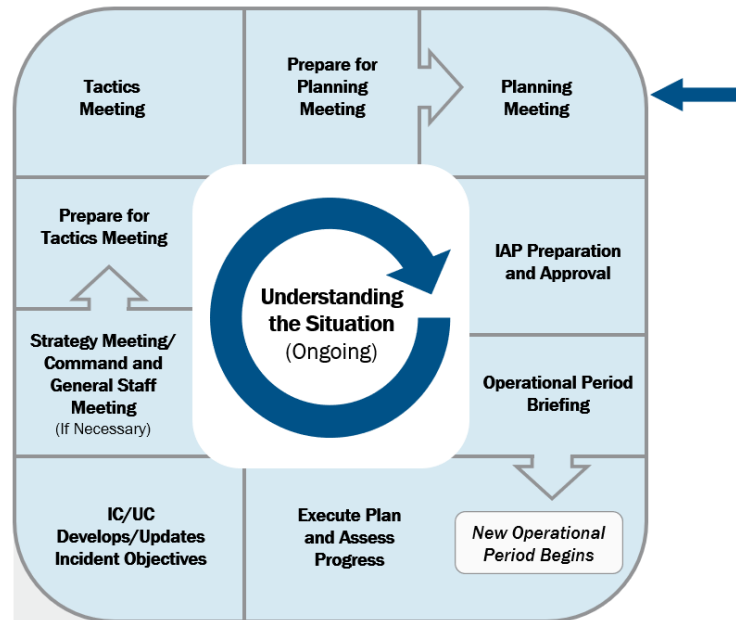 Tactics
Meeting
Prepare for
Planning
Meeting
Planning
Meeting
Prepare for
Tactics Meeting
IAP Preparation
and Approval
Understanding
the Situation
(Ongoing)
Strategy Meeting/
Command and
General Staff
Meeting
(If Necessary)
Operational Period
Briefing
IC/UC
Develops/Updates
Incident Objectives
Execute Plan
and Assess
Progress
New Operational
Period Begins